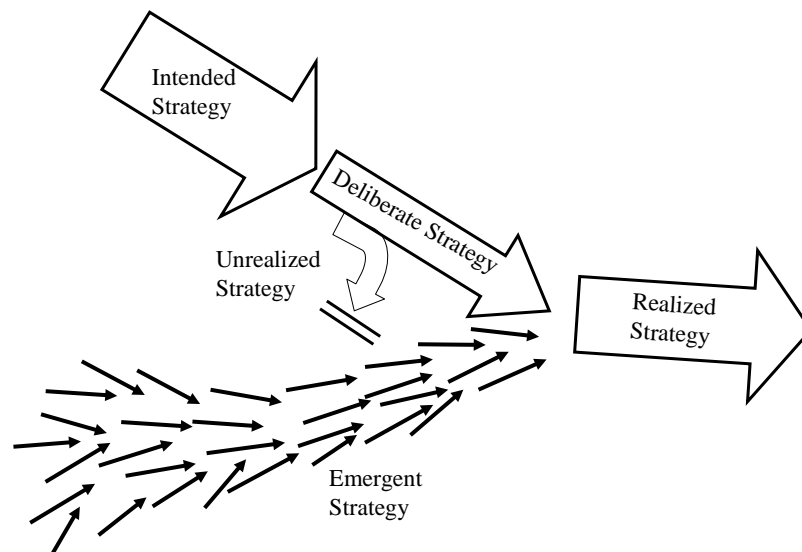 Intended
Strategy
Deliberate Strategy
Unrealized
Strategy
Realized
Strategy
Emergent
Strategy